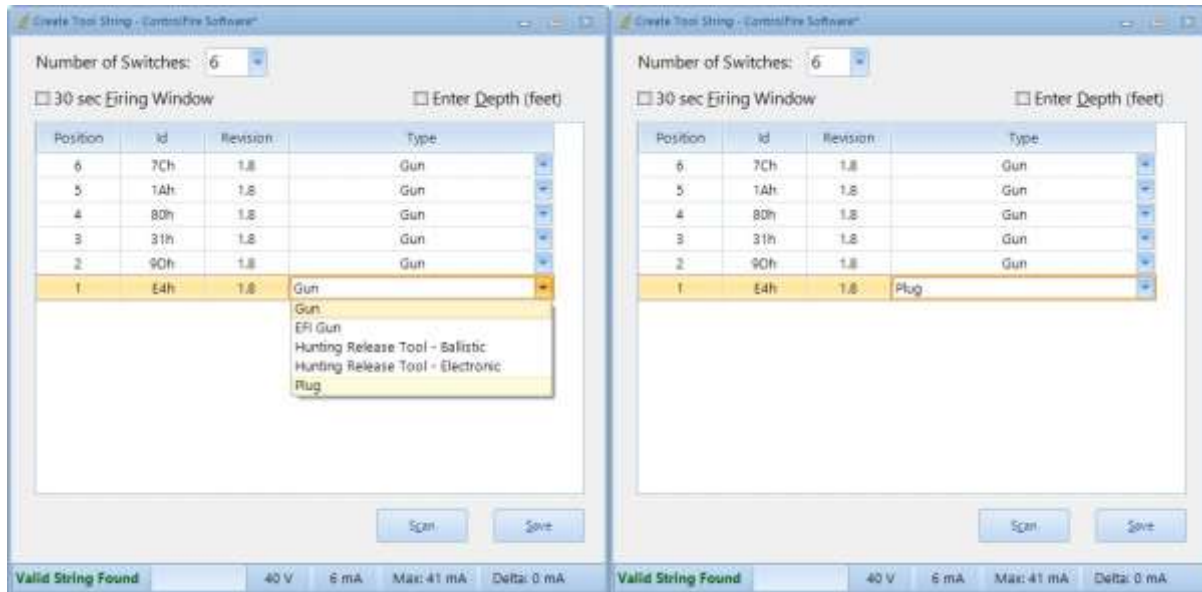 Create Tool String - ControlFire Software*
Number of Switches: 6
30 sec Firing Window Enter Depth (feet)
Position Id Revision Type
6 7Ch 1.8 Gun
5 1Ah 1.8 Gun
4 80h 1.8 Gun
3 31h 1.8 Gun
2 9Dh 1.8 Gun
1 E4h 1.8 Gun
Gun
EFI Gun
Hunting Release Tool - Ballistic
Hunting Release Tool - Electronic
Plug
Scan Save
Valid String Found 40 V 6 mA Max: 41 mA Delta: 0 mA
Create Tool String - ControlFire Software*
Number of Switches: 6
30 sec Firing Window Enter Depth (feet)
Position Id Revision Type
6 7Ch 1.8 Gun
5 1Ah 1.8 Gun
4 80h 1.8 Gun
3 31h 1.8 Gun
2 9Dh 1.8 Gun
1 E4h 1.8 Plug
Scan Save
Valid String Found 40 V 6 mA Max: 41 mA Delta: 0 mA